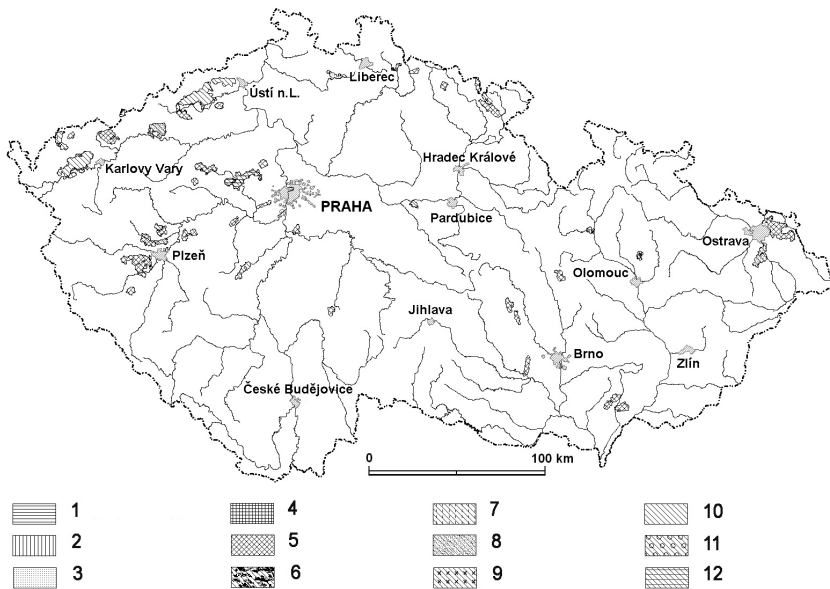 Liberec
Ústí n.L.
Karlovy Vary
Hradec Králové
PRAHA
Pardubice
Ostrava
Plzeň
Olomouc
Jihlava
Brno
Zlín
České Budějovice
0 100 km
1 4 7 10
2 5 8 11
3 6 9 12